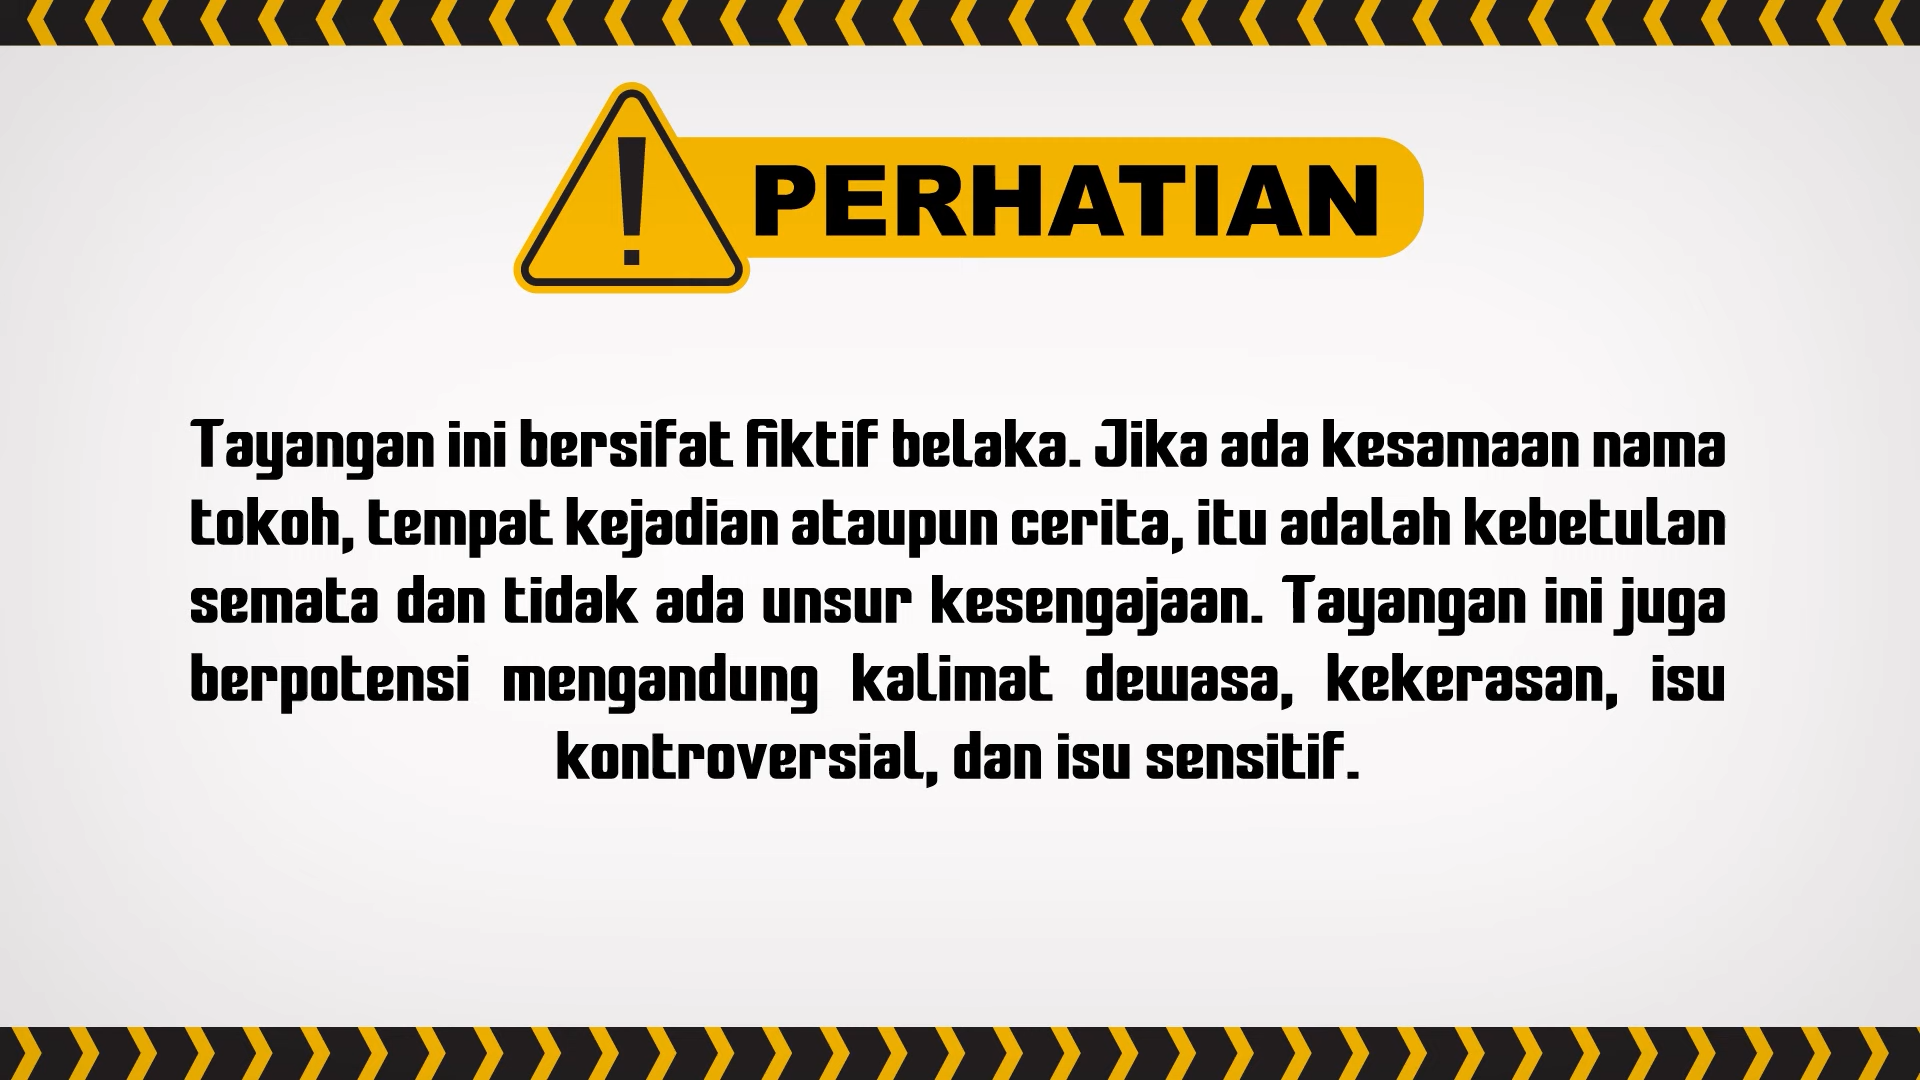 PERHATIAN
Tayangan ini bersifat fiktif belaka. Jika ada kesamaan nama
tokoh, tempat kejadian ataupun cerita, itu adalah kebetulan
semata dan tidak ada unsur kesengajaan. Tayangan ini juga
berpotensi mengandung kalimat dewasa, kekerasan, isu
kontroversial, dan isu sensitif.